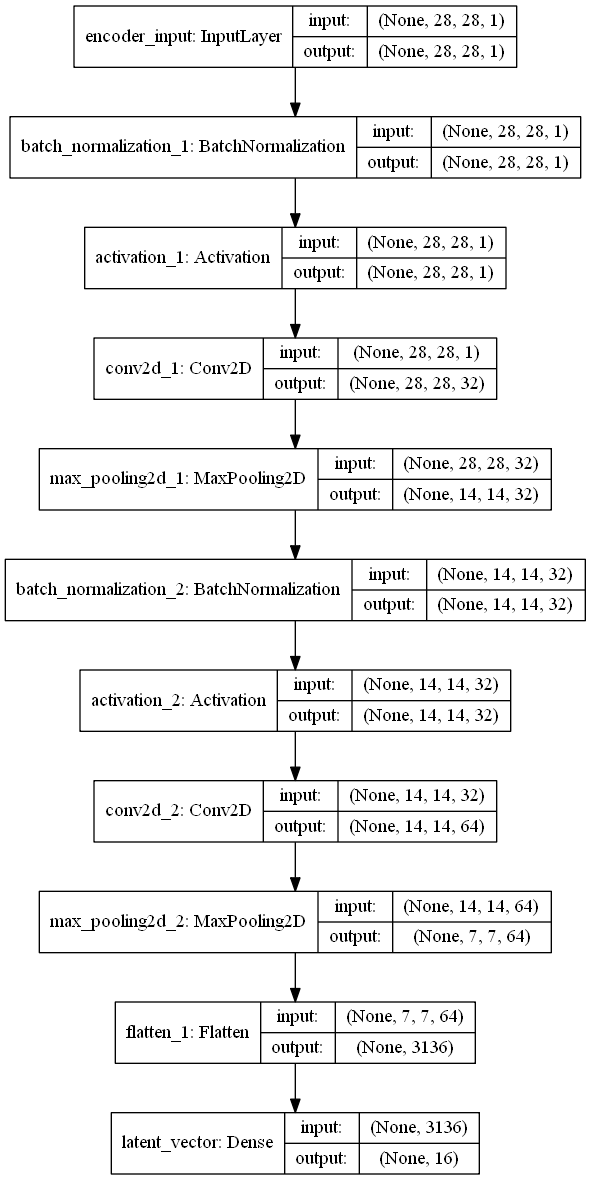 encoder_input: InputLayer
input: (None, 28, 28, 1)
output: (None, 28, 28, 1)
batch_normalization_1: BatchNormalization
input: (None, 28, 28, 1)
output: (None, 28, 28, 1)
activation_1: Activation
input: (None, 28, 28, 1)
output: (None, 28, 28, 1)
conv2d_1: Conv2D
input: (None, 28, 28, 1)
output: (None, 28, 28, 32)
max_pooling2d_1: MaxPooling2D
input: (None, 28, 28, 32)
output: (None, 14, 14, 32)
batch_normalization_2: BatchNormalization
input: (None, 14, 14, 32)
output: (None, 14, 14, 32)
activation_2: Activation
input: (None, 14, 14, 32)
output: (None, 14, 14, 32)
conv2d_2: Conv2D
input: (None, 14, 14, 32)
output: (None, 14, 14, 64)
max_pooling2d_2: MaxPooling2D
input: (None, 14, 14, 64)
output: (None, 7, 7, 64)
flatten_1: Flatten
input: (None, 7, 7, 64)
output: (None, 3136)
latent_vector: Dense
input: (None, 3136)
output: (None, 16)